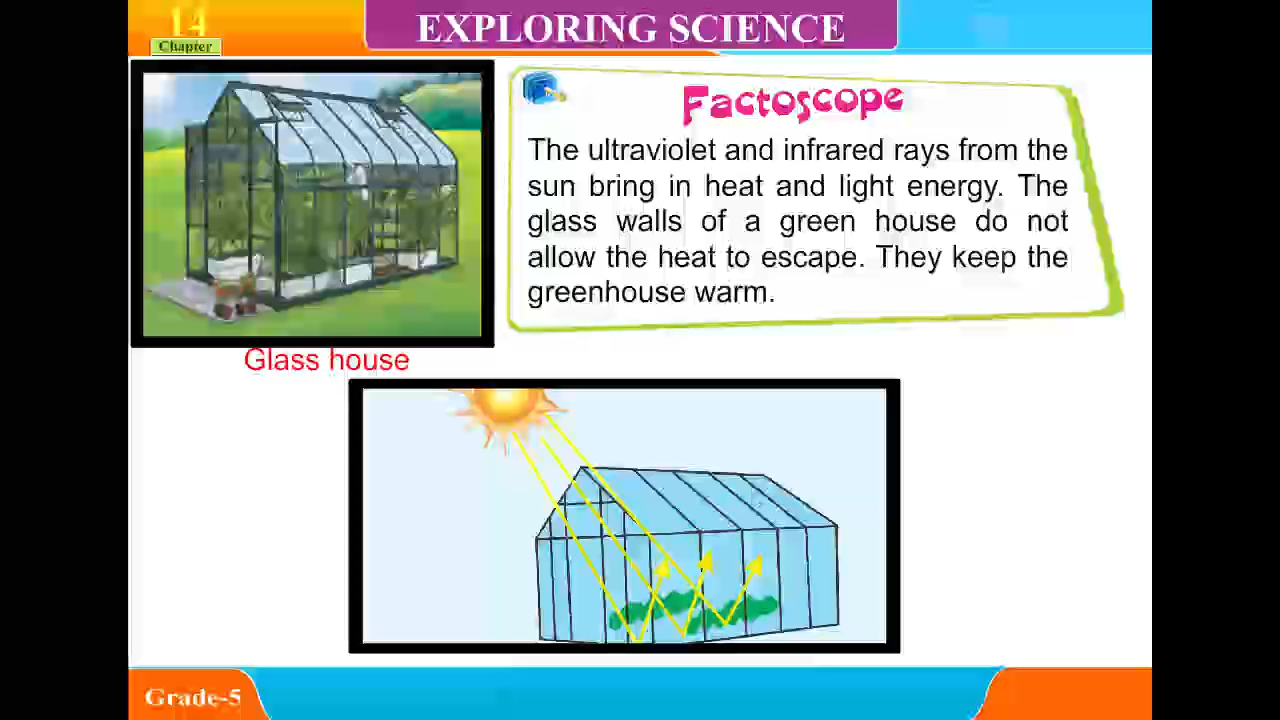 14
Chapter
EXPLORING SCIENCE
Factoscope
The ultraviolet and infrared rays from the
sun bring in heat and light energy. The
glass walls of a green house do not
allow the heat to escape. They keep the
greenhouse warm.
Glass house
Grade-5